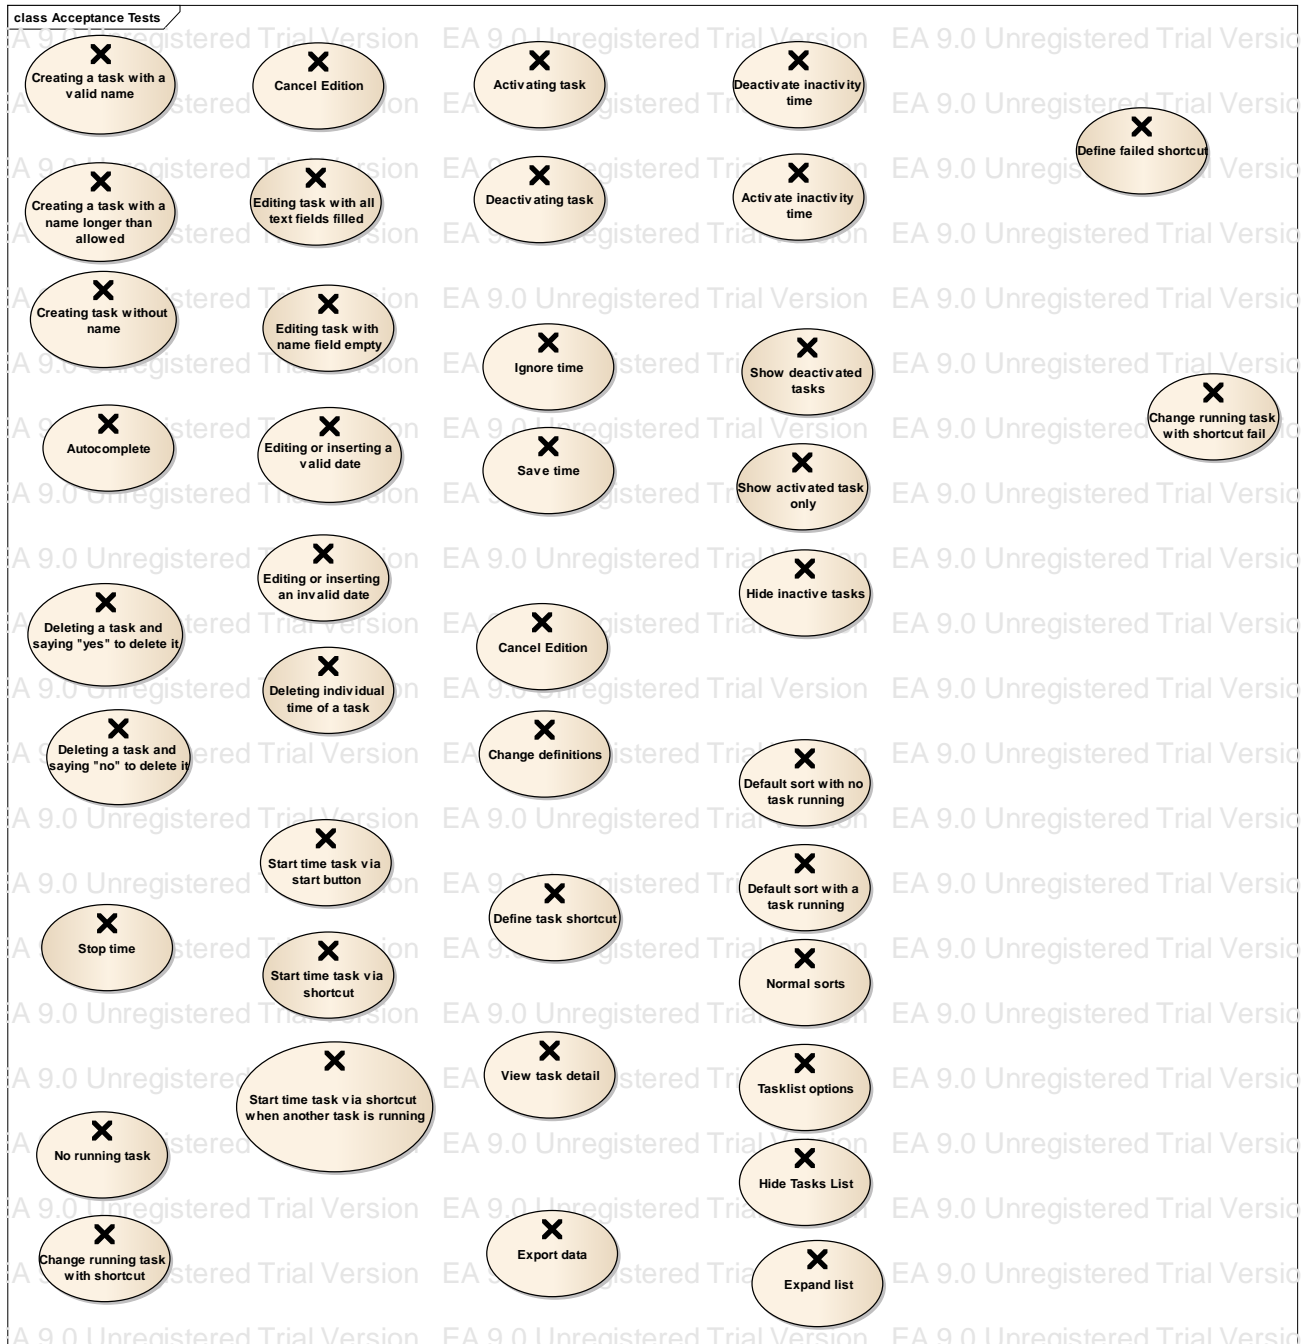 class Acceptance Tests
Creating a task with a
valid name
Creating a task with a
name longer than
allowed
Creating task without
name
Autocomplete
Deleting a task and
saying "yes" to delete it
Deleting a task and
saying "no" to delete it
Stop time
No running task
Change running task
with shortcut
Cancel Edition
Editing task with all
text fields filled
Editing task with
name field empty
Editing or inserting a
valid date
Editing or inserting
an invalid date
Deleting individual
time of a task
Start time task via
start button
Start time task via
shortcut
Start time task via shortcut
when another task is running
Activating task
Deactivating task
Ignore time
Save time
Cancel Edition
Change definitions
Define task shortcut
View task detail
Export data
Deactivate inactivity
time
Activate inactivity
time
Show deactivated
tasks
Show activated task
only
Hide inactive tasks
Default sort with no
task running
Default sort with a
task running
Normal sorts
Tasklist options
Hide Tasks List
Expand list
Define failed shortcut
Change running task
with shortcut fail
EA 9.0 Unregistered Trial Version